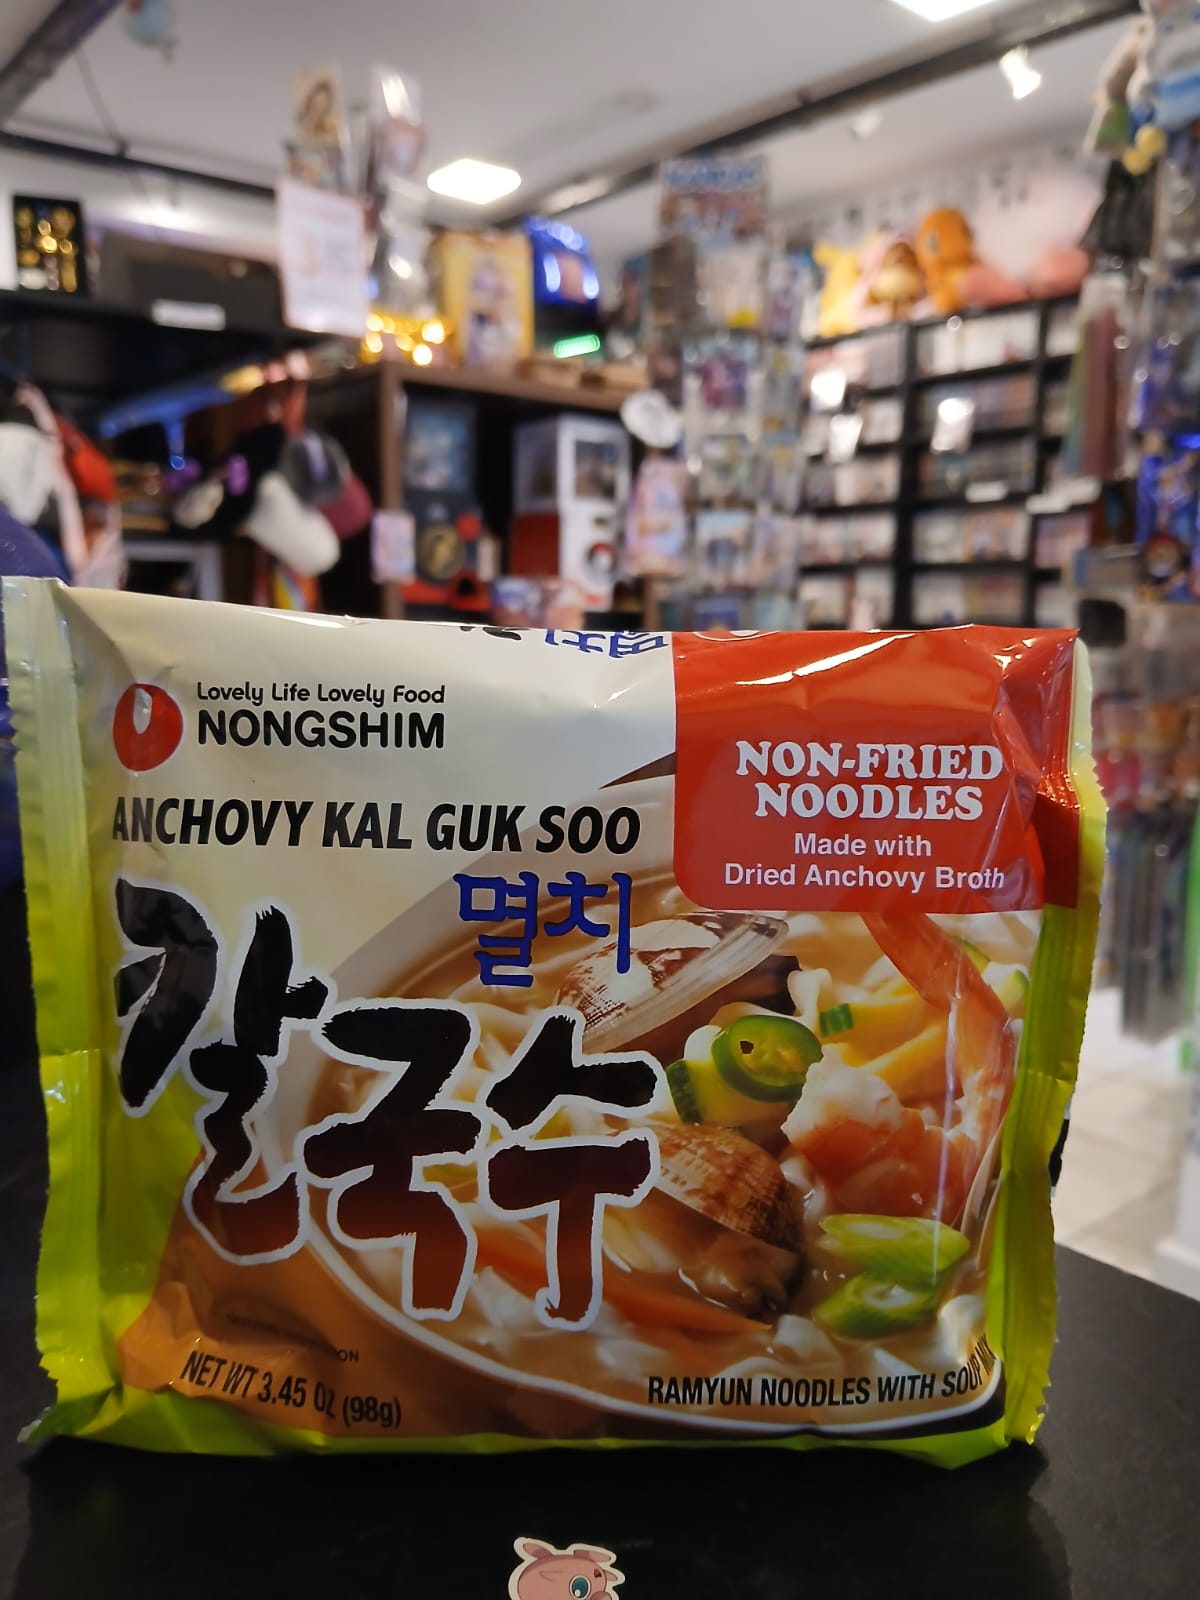 Lovely Life Lovely Food
NONGSHIM
NON-FRIED
NOODLES
Made with
Dried Anchovy Broth
ANCHOVY KAL GUK SOO
멸치
칼국수
NET WT 3.45 OZ (98g)
RAMYUN NOODLES WITH SOUP MIX